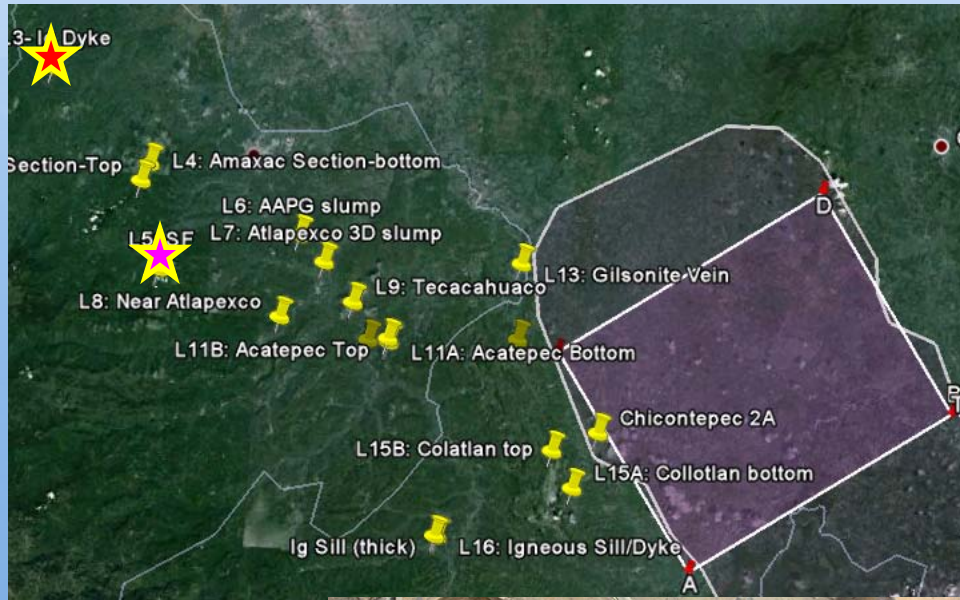 L3- Ig Dyke
Section-Top
L4: Amaxac Section-bottom
L6: AAPG slump
L7: Atlapexco 3D slump
L8: Near Atlapexco
L9: Tecacahuaco
L13: Gilsonite Vein
L11B: Acatepec Top
L11A: Acatepec Bottom
D
Chicontepec 2A
L15B: Colatlan top
L15A: Collotlan bottom
Ig Sill (thick)
L16: Igneous Sill/Dyke
A